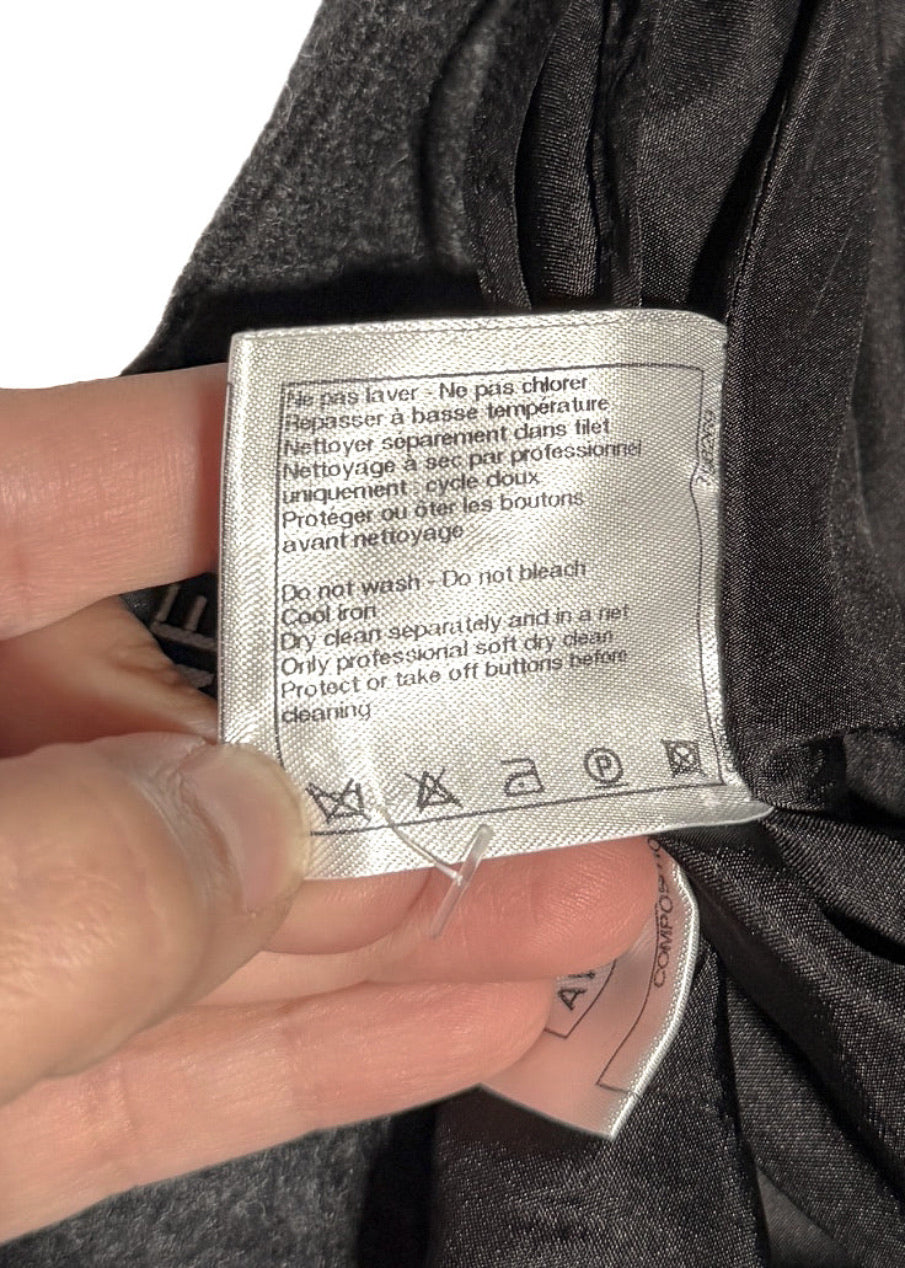 Ne pas laver - Ne pas chlorer
Repasser à basse température
Nettoyer séparement dans filet
Nettoyage à sec par professionnel
uniquement : cycle doux
Protéger ou ôter les boutons
avant nettoyage
Do not wash - Do not bleach
Cool iron
Dry clean separately and in a net
Only professional soft dry clean
Protect or take off buttons before
cleaning
P